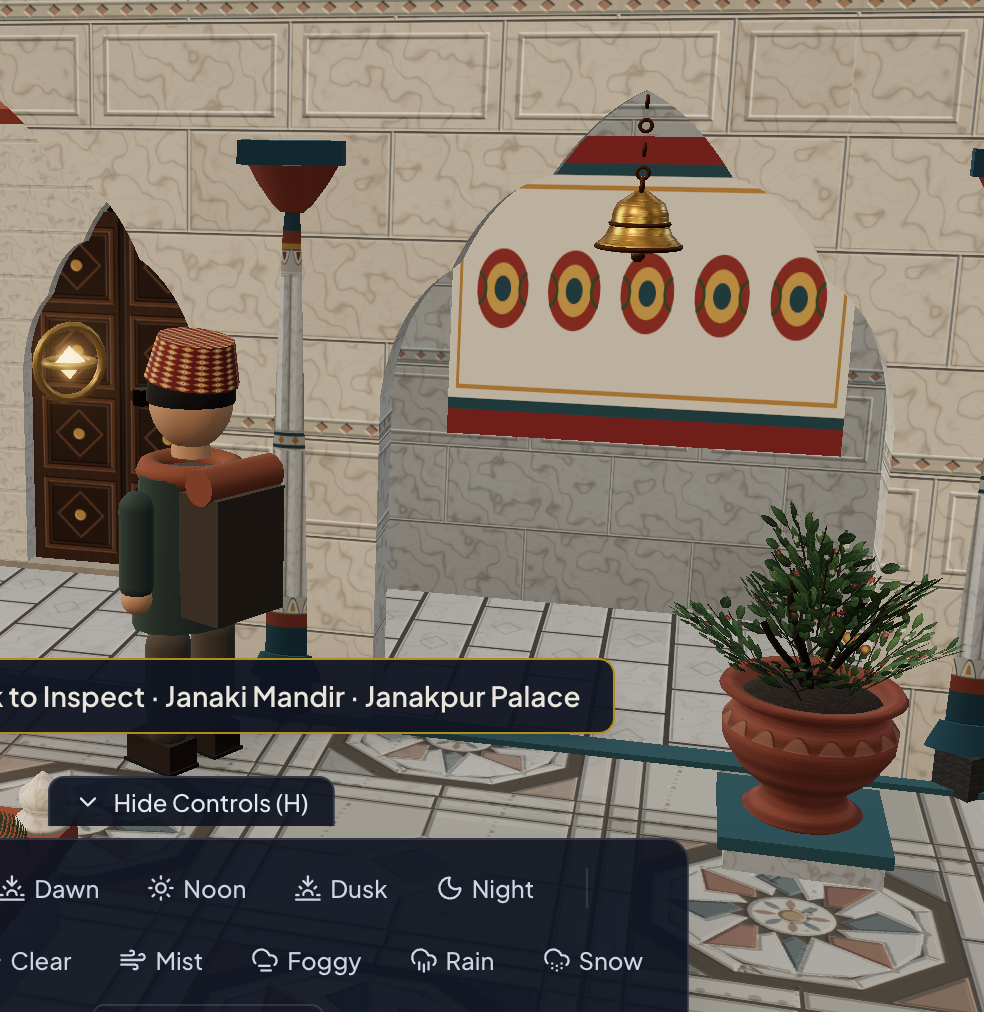 to Inspect · Janaki Mandir · Janakpur Palace
Hide Controls (H)
Dawn Noon Dusk Night
Clear Mist Foggy Rain Snow